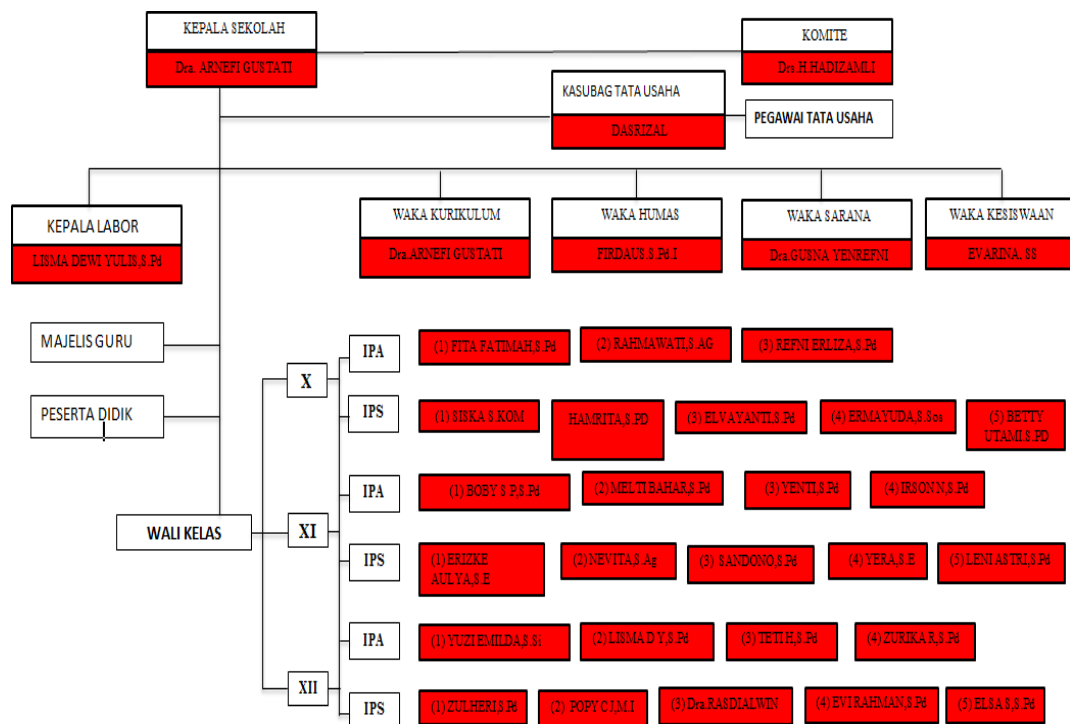 KEPALA SEKOLAH
Dra. ARNEFI GUSTATI
KOMITE
Drs.H.HADIZAMLI
KASUBAG TATA USAHA
DASRIZAL
PEGAWAI TATA USAHA
KEPALA LABOR
LISMA DEWI YULIS,S.Pd
WAKA KURIKULUM
Dra.ARNEFI GUSTATI
WAKA HUMAS
FIRDAUS.S.Pd.I
WAKA SARANA
Dra.GUSNA YENREFNI
WAKA KESISWAAN
EVARINA, SS
MAJELIS GURU
PESERTA DIDIK
WALI KELAS
X
IPA
(1) FITA FATIMAH,S.Pd
(2) RAHMAWATI,S.AG
(3) REFNI ERLIZA,S.Pd
IPS
(1) SISKA S.KOM
HAMRITA,S.PD
(3) ELVAYANTI,S.Pd
(4) ERMAYUDA,S.Sos
(5) BETTY
UTAMI,S.PD
XI
IPA
(1) BOBY S P,S.Pd
(2) MELTI BAHAR,S.Pd
(3) YENTI,S.Pd
(4) IRSON N,S.Pd
IPS
(1) ERIZKE
AULYA,S.E
(2) NEVITA,S.Ag
(3) SANDONO,S.Pd
(4) YERA,S.E
(5) LENI ASTRI,S.Pd
XII
IPA
(1) YUZI EMILDA,S.Si
(2) LISMA D Y,S.Pd
(3) TETI H,S.Pd
(4) ZURIKA R,S.Pd
IPS
(1) ZULHERI,S.Pd
(2) POPY C J,M.I
(3) Dra.RASDIALWIN
(4) EVI RAHMAN,S.Pd
(5) ELSA S,S.Pd